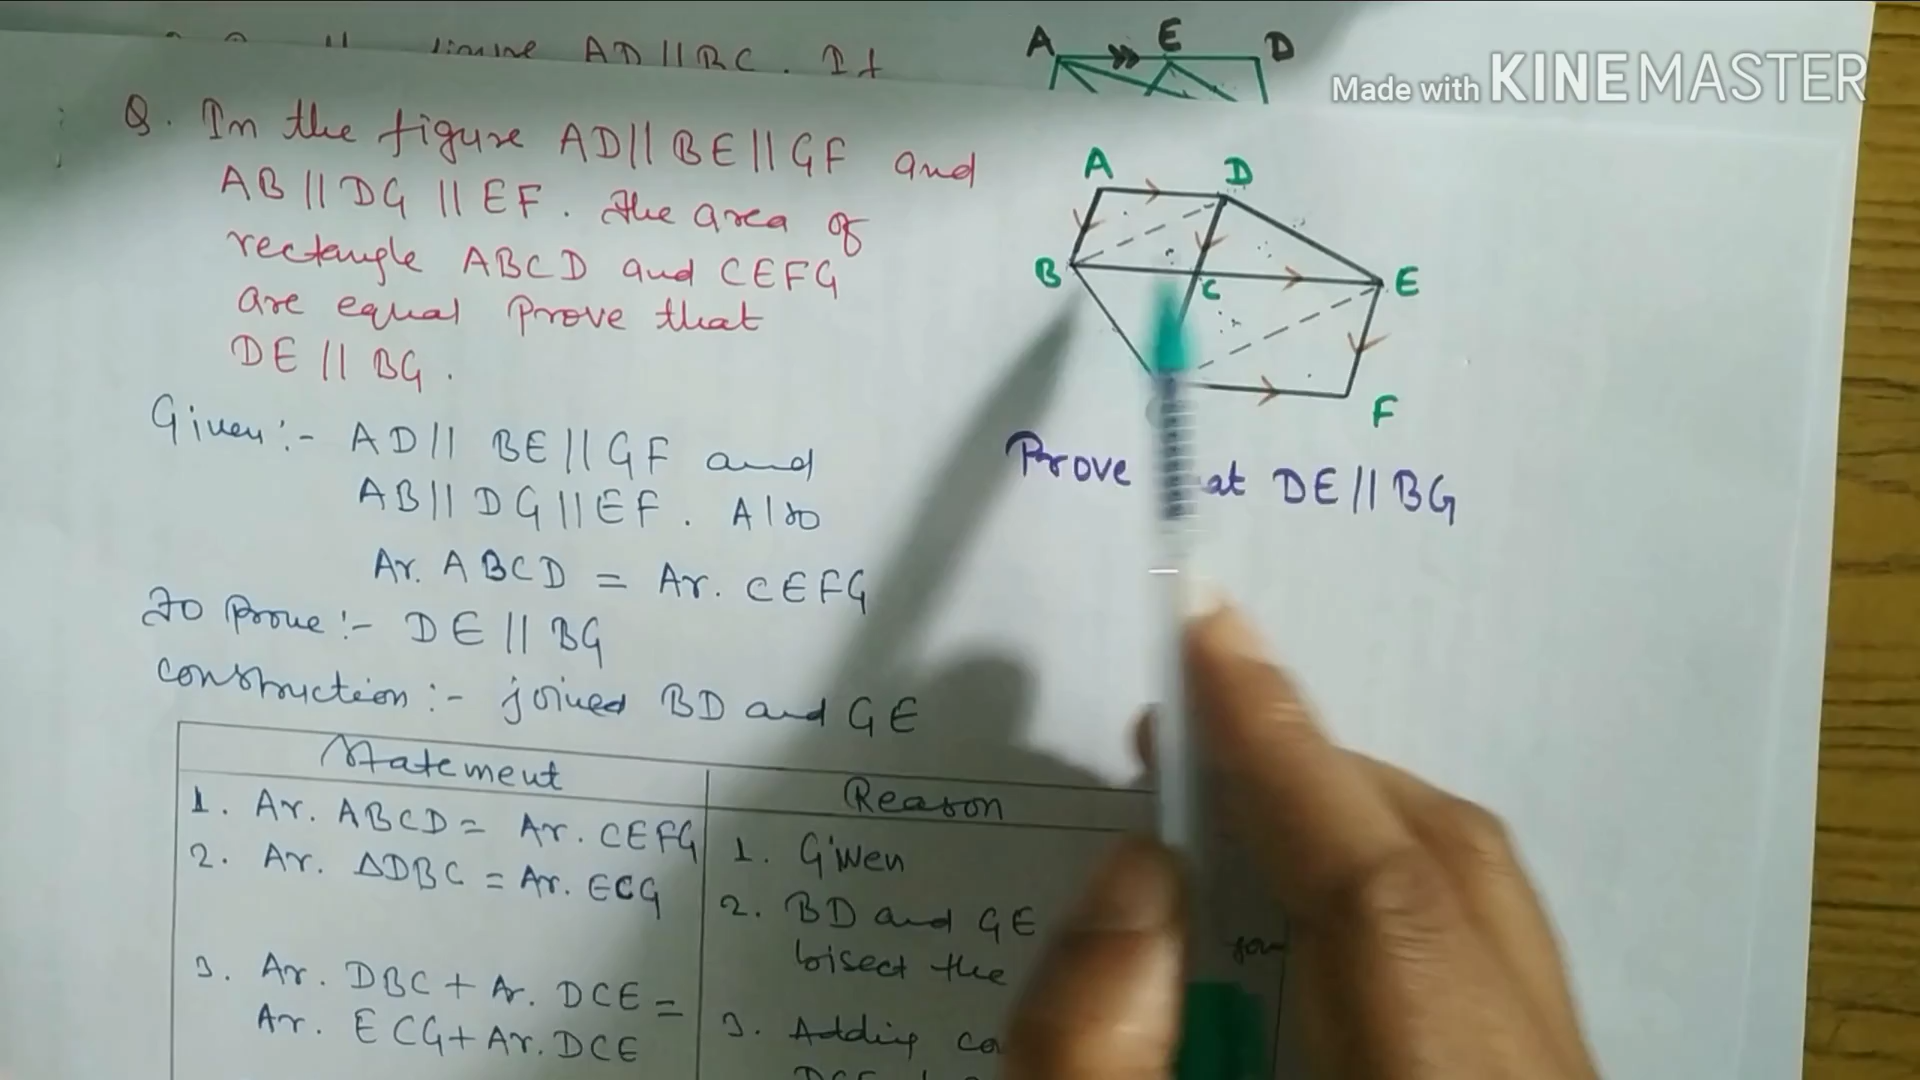 AD || BC . If
A E D
Made with KINEMASTER
Q. In the figure AD || BE || GF and
AB || DG || EF. The area of
rectangle ABCD and CEFG
are equal Prove that
DE || BG.
A D
B C E
F
Given:- AD || BE || GF and
AB || DG || EF. Also
Ar. ABCD = Ar. CEFG
Prove at DE || BG
To Prove:- DE || BG
construction:- joined BD and GE
Statement Reason
1. Ar. ABCD = Ar. CEFG 1. Given
2. Ar. ΔDBC = Ar. ECG 2. BD and GE
bisect the
3. Ar. DBC + Ar. DCE = 3. Adding co
Ar. ECG + Ar. DCE